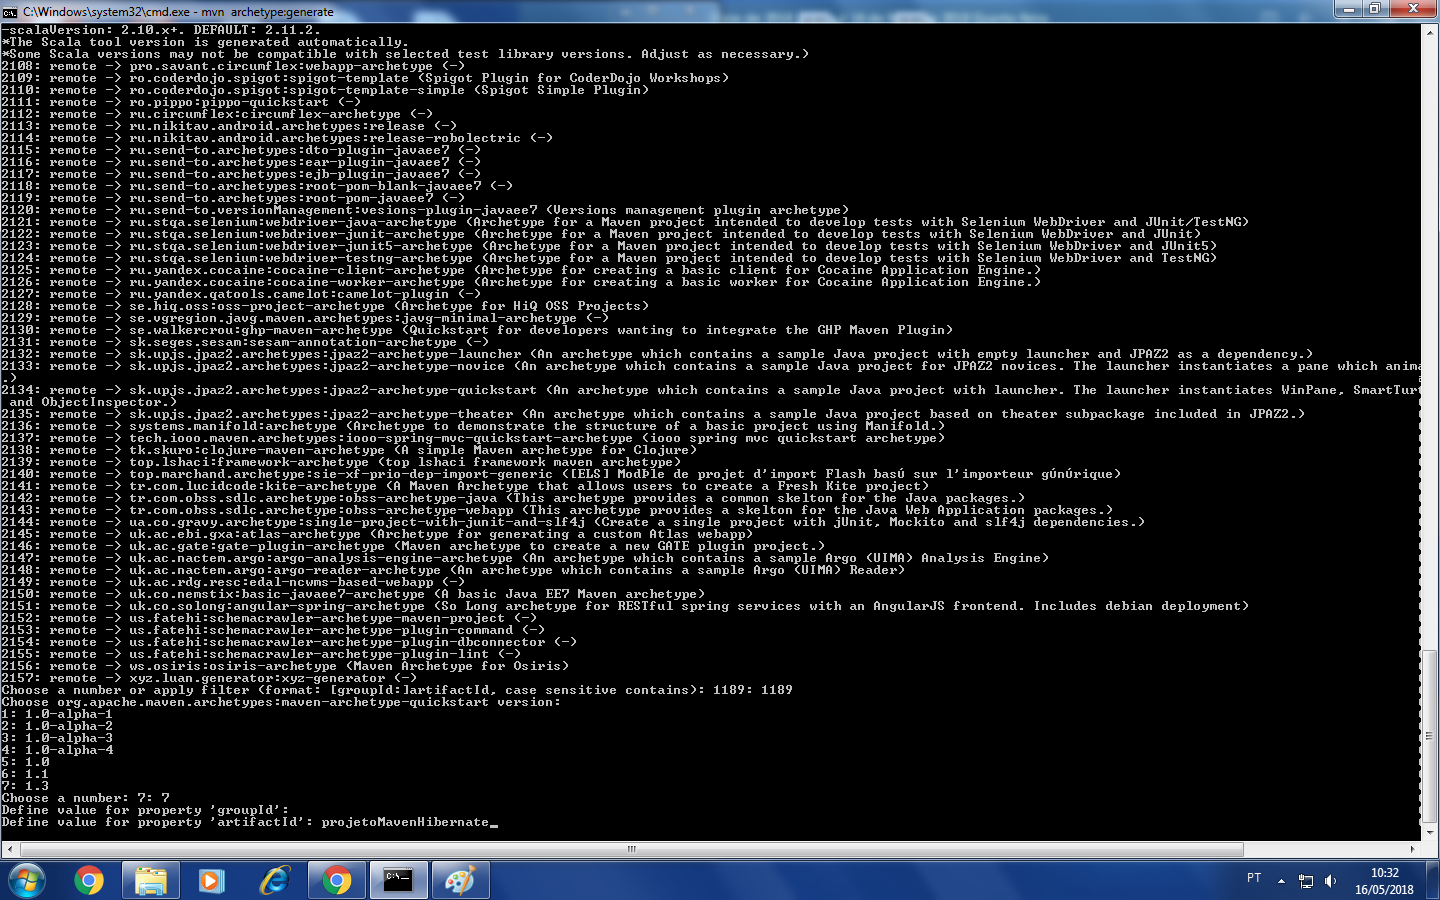 C:\Windows\system32\cmd.exe - mvn archetype:generate
-scalaVersion: 2.10.x+. DEFAULT: 2.11.2.
*The Scala tool version is generated automatically.
*Some Scala versions may not be compatible with selected test library versions. Adjust as necessary.)
2108: remote -> pro.savant.circumflex:webapp-archetype (-)
2109: remote -> ro.coderdojo.spigot:spigot-template (Spigot Plugin for CoderDojo Workshops)
2110: remote -> ro.coderdojo.spigot:spigot-template-simple (Spigot Simple Plugin)
2111: remote -> ro.pippo:pippo-quickstart (-)
2112: remote -> ru.circumflex:circumflex-archetype (-)
2113: remote -> ru.nikitav.android.archetypes:release (-)
2114: remote -> ru.nikitav.android.archetypes:release-robolectric (-)
2115: remote -> ru.send-to.archetypes:dto-plugin-javaee7 (-)
2116: remote -> ru.send-to.archetypes:ear-plugin-javaee7 (-)
2117: remote -> ru.send-to.archetypes:ejb-plugin-javaee7 (-)
2118: remote -> ru.send-to.archetypes:root-pom-blank-javaee7 (-)
2119: remote -> ru.send-to.archetypes:root-pom-javaee7 (-)
2120: remote -> ru.send-to.versionManagement:vesions-plugin-javaee7 (Versions management plugin archetype)
2121: remote -> ru.stqa.selenium:webdriver-java-archetype (Archetype for a Maven project intended to develop tests with Selenium WebDriver and JUnit/TestNG)
2122: remote -> ru.stqa.selenium:webdriver-junit-archetype (Archetype for a Maven project intended to develop tests with Selenium WebDriver and JUnit)
2123: remote -> ru.stqa.selenium:webdriver-junit5-archetype (Archetype for a Maven project intended to develop tests with Selenium WebDriver and JUnit5)
2124: remote -> ru.stqa.selenium:webdriver-testng-archetype (Archetype for a Maven project intended to develop tests with Selenium WebDriver and TestNG)
2125: remote -> ru.yandex.cocaine:cocaine-client-archetype (Archetype for creating a basic client for Cocaine Application Engine.)
2126: remote -> ru.yandex.cocaine:cocaine-worker-archetype (Archetype for creating a basic worker for Cocaine Application Engine.)
2127: remote -> ru.yandex.qatools.camelot:camelot-plugin (-)
2128: remote -> se.hiq.oss:oss-project-archetype (Archetype for HiQ OSS Projects)
2129: remote -> se.vgregion.javg.maven.archetypes:javg-minimal-archetype (-)
2130: remote -> se.walkercrou:ghp-maven-archetype (Quickstart for developers wanting to integrate the GHP Maven Plugin)
2131: remote -> sk.seges.sesam:sesam-annotation-archetype (-)
2132: remote -> sk.upjs.jpaz2.archetypes:jpaz2-archetype-launcher (An archetype which contains a sample Java project with empty launcher and JPAZ2 as a dependency.)
2133: remote -> sk.upjs.jpaz2.archetypes:jpaz2-archetype-novice (An archetype which contains a sample Java project for JPAZ2 novices. The launcher instantiates a pane which anima
.)
2134: remote -> sk.upjs.jpaz2.archetypes:jpaz2-archetype-quickstart (An archetype which contains a sample Java project with launcher. The launcher instantiates WinPane, SmartTurt
and ObjectInspector.)
2135: remote -> sk.upjs.jpaz2.archetypes:jpaz2-archetype-theater (An archetype which contains a sample Java project based on theater subpackage included in JPAZ2.)
2136: remote -> systems.manifold:archetype (Archetype to demonstrate the structure of a basic project using Manifold.)
2137: remote -> tech.iooo.maven.archetypes:iooo-spring-mvc-quickstart-archetype (iooo spring mvc quickstart archetype)
2138: remote -> tk.skuro:clojure-maven-archetype (A simple Maven archetype for Clojure)
2139: remote -> top.lshaci:framework-archetype (top lshaci framework maven archetype)
2140: remote -> top.marchand.archetype:sie-xf-prio-dep-import-generic ([ELS] ModÞle de projet d'import Flash basÚ sur l'importeur gÚnÚrique)
2141: remote -> tr.com.lucidcode:kite-archetype (A Maven Archetype that allows users to create a Fresh Kite project)
2142: remote -> tr.com.obss.sdlc.archetype:obss-archetype-java (This archetype provides a common skelton for the Java packages.)
2143: remote -> tr.com.obss.sdlc.archetype:obss-archetype-webapp (This archetype provides a skelton for the Java Web Application packages.)
2144: remote -> ua.co.gravy.archetype:single-project-with-junit-and-slf4j (Create a single project with jUnit, Mockito and slf4j dependencies.)
2145: remote -> uk.ac.ebi.gxa:atlas-archetype (Archetype for generating a custom Atlas webapp)
2146: remote -> uk.ac.gate:gate-plugin-archetype (Maven archetype to create a new GATE plugin project.)
2147: remote -> uk.ac.nactem.argo:argo-analysis-engine-archetype (An archetype which contains a sample Argo (UIMA) Analysis Engine)
2148: remote -> uk.ac.nactem.argo:argo-reader-archetype (An archetype which contains a sample Argo (UIMA) Reader)
2149: remote -> uk.ac.rdg.resc:edal-ncwms-based-webapp (-)
2150: remote -> uk.co.nemstix:basic-javaee7-archetype (A basic Java EE7 Maven archetype)
2151: remote -> uk.co.solong:angular-spring-archetype (So Long archetype for RESTful spring services with an AngularJS frontend. Includes debian deployment)
2152: remote -> us.fatehi:schemacrawler-archetype-maven-project (-)
2153: remote -> us.fatehi:schemacrawler-archetype-plugin-command (-)
2154: remote -> us.fatehi:schemacrawler-archetype-plugin-dbconnector (-)
2155: remote -> us.fatehi:schemacrawler-archetype-plugin-lint (-)
2156: remote -> ws.osiris:osiris-archetype (Maven Archetype for Osiris)
2157: remote -> xyz.luan.generator:xyz-generator (-)
Choose a number or apply filter (format: [groupId:]artifactId, case sensitive contains): 1189: 1189
Choose org.apache.maven.archetypes:maven-archetype-quickstart version:
1: 1.0-alpha-1
2: 1.0-alpha-2
3: 1.0-alpha-3
4: 1.0-alpha-4
5: 1.0
6: 1.1
7: 1.3
Choose a number: 7: 7
Define value for property 'groupId':
Define value for property 'artifactId': projetoMavenHibernate_
PT
10:32
16/05/2018